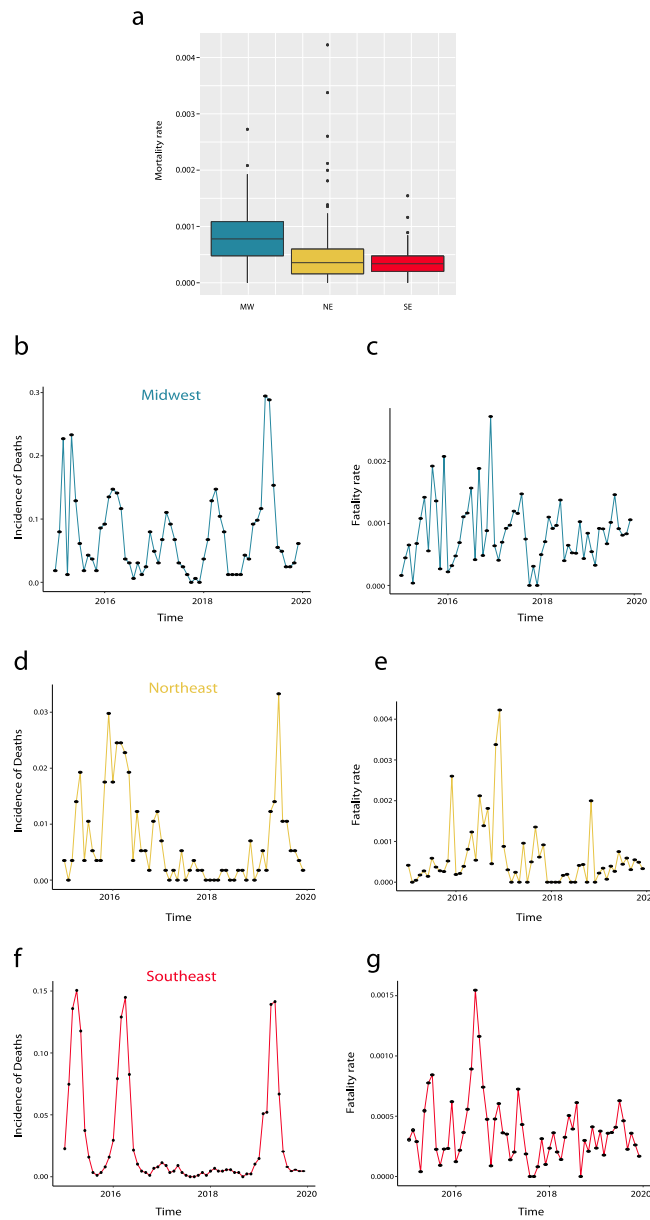 a
0.004
0.003
0.002
0.001
0.000
Mortality rate
MW NE SE
b
Midwest
0.3
0.2
0.1
0.0
Incidence of Deaths
2016 2018 2020
Time
c
0.002
0.001
0.000
Fatality rate
2016 2018 2020
Time
d
Northeast
0.03
0.02
0.01
0.00
Incidence of Deaths
2016 2018 2020
Time
e
0.004
0.003
0.002
0.001
0.000
Fatality rate
2016 2018 2020
Time
f
Southeast
0.15
0.10
0.05
0.00
Incidence of Deaths
2016 2018 2020
Time
g
0.0015
0.0010
0.0005
0.0000
Fatality rate
2016 2018 2020
Time